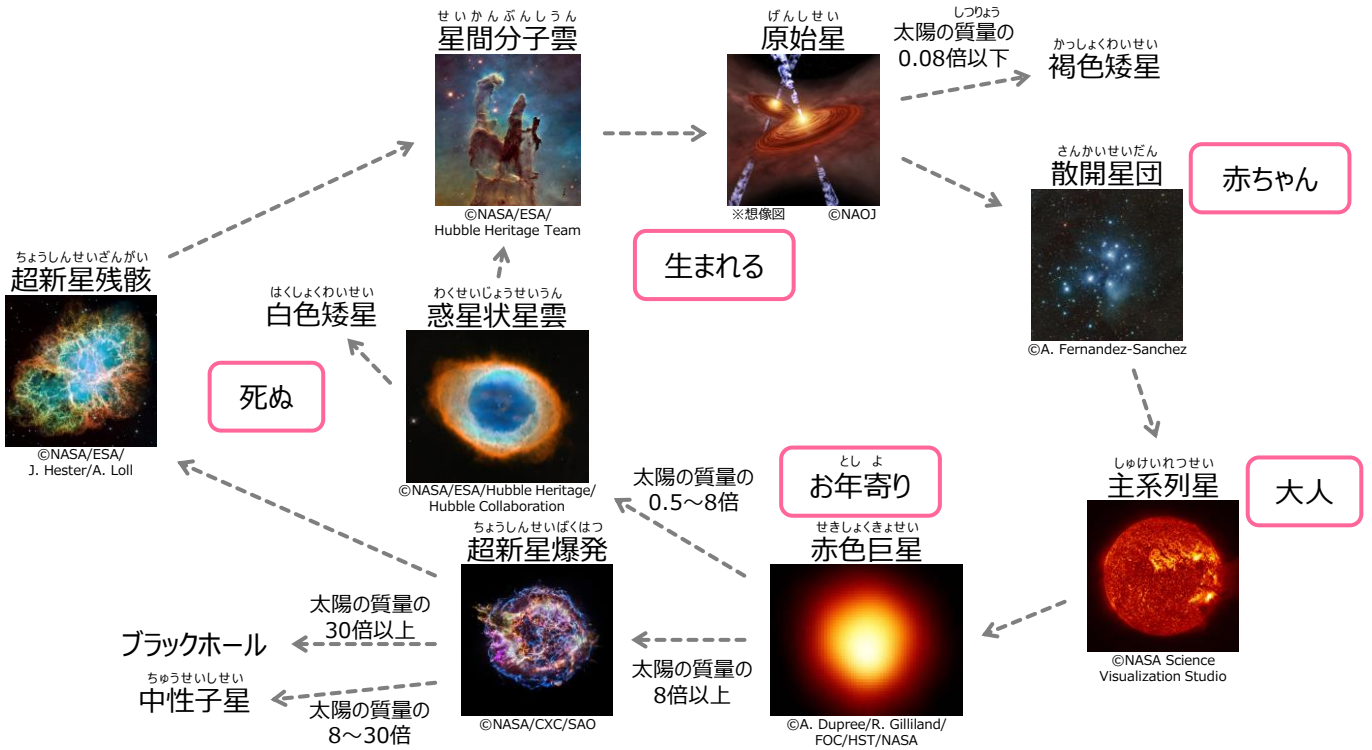 せいかんぶんしうん
星間分子雲
©NASA/ESA/
Hubble Heritage Team
げんしせい
原始星
※想像図 ©NAOJ
しつりょう
太陽の質量の
0.08倍以下
かっしょくわいせい
褐色矮星
さんかいせいだん
散開星団
©A. Fernandez-Sanchez
赤ちゃん
生まれる
ちょうしんせいざんがい
超新星残骸
©NASA/ESA/
J. Hester/A. Loll
はくしょくわいせい
白色矮星
わくせいじょうせいうん
惑星状星雲
©NASA/ESA/Hubble Heritage/
Hubble Collaboration
死ぬ
太陽の質量の
0.5～8倍
とし よ
お年寄り
しゅけいれつせい
主系列星
©NASA Science
Visualization Studio
大人
せきしょくきょせい
赤色巨星
©A. Dupree/R. Gilliland/
FOC/HST/NASA
ちょうしんせいばくはつ
超新星爆発
©NASA/CXC/SAO
太陽の質量の
8倍以上
太陽の質量の
30倍以上
ブラックホール
ちゅうせいしせい
中性子星
太陽の質量の
8～30倍